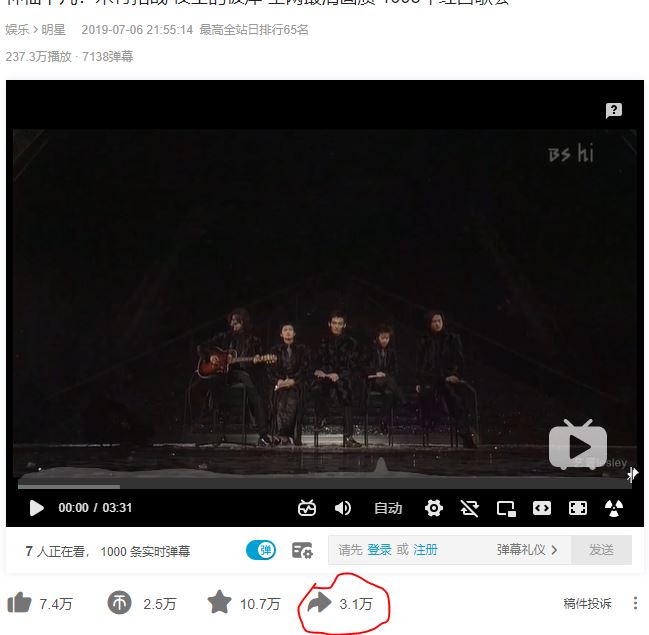 娱乐 > 明星 2019-07-06 21:55:14 最高全站日排行65名
237.3万播放 · 7138弹幕
?
BS hi
00:00 / 03:31
自动
7 人正在看， 1000 条实时弹幕
弹
请先 登录 或 注册
弹幕礼仪 >
发送
7.4万
币
2.5万
10.7万
3.1万
稿件投诉